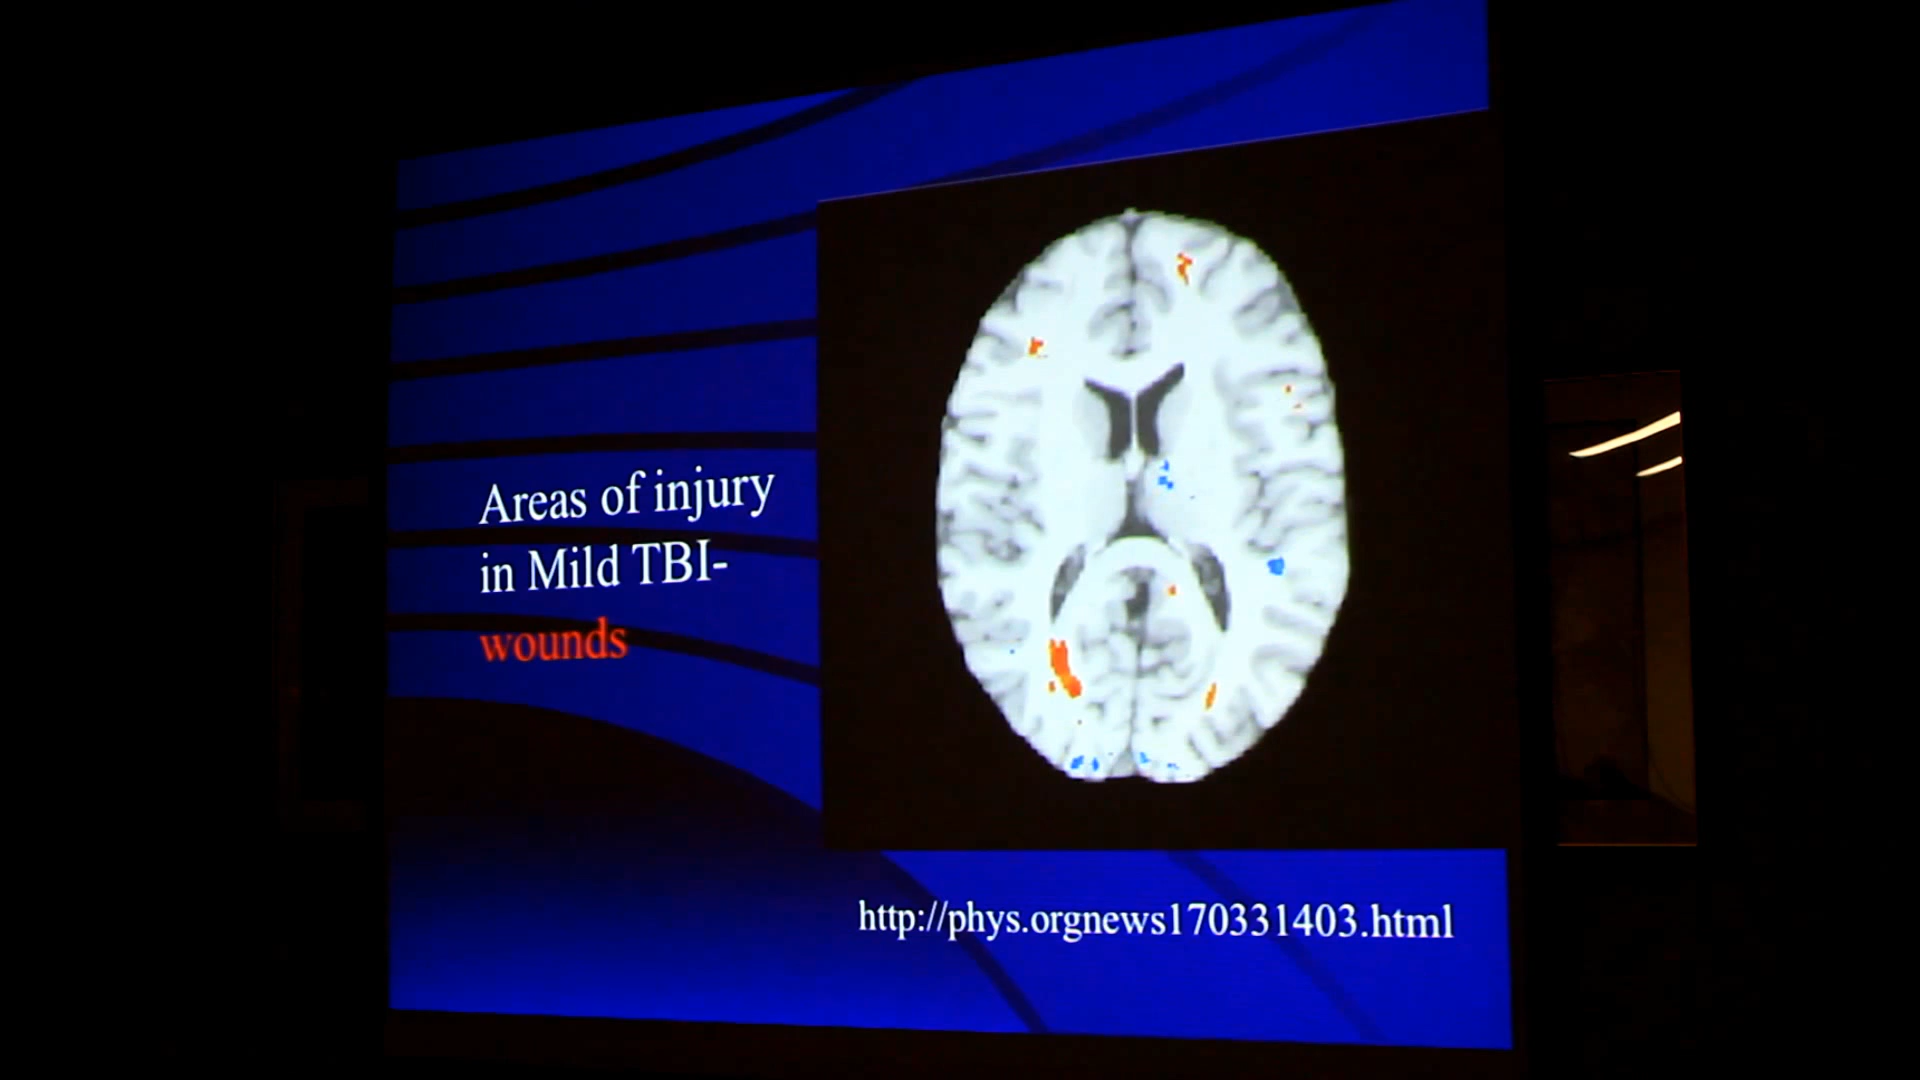 Areas of injury
in Mild TBI-
wounds
http://phys.orgnews170331403.html